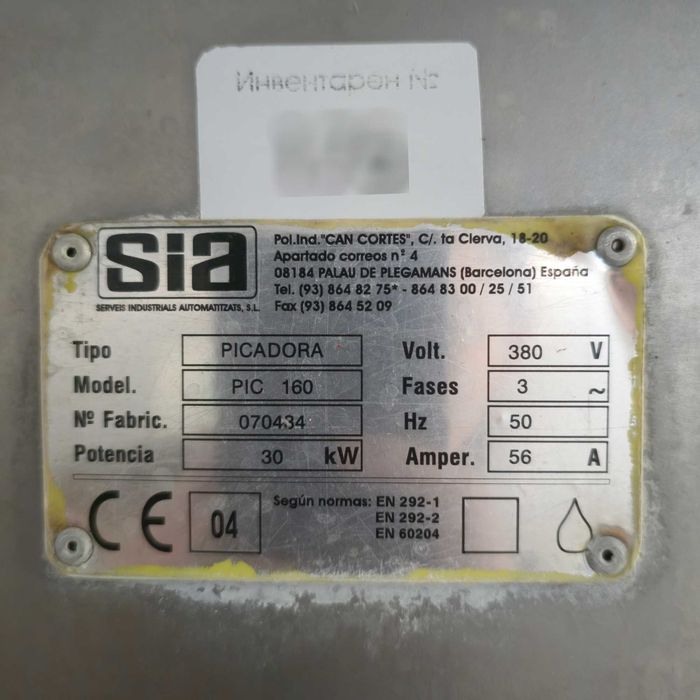 Инвентарен №
sia
SERVEIS INDUSTRIALS AUTOMATITZATS, S.L.
Pol.Ind."CAN CORTES", C/. ta Cierva, 18-20
Apartado correos nº 4
08184 PALAU DE PLEGAMANS (Barcelona) España
Tel. (93) 864 82 75* - 864 83 00 / 25 / 51
Fax (93) 864 52 09
Tipo PICADORA Volt. 380 V
Model. PIC 160 Fases 3 ~
Nº Fabric. 070434 Hz 50
Potencia 30 kW Amper. 56 A
CE 04
Según normas: EN 292-1
EN 292-2
EN 60204